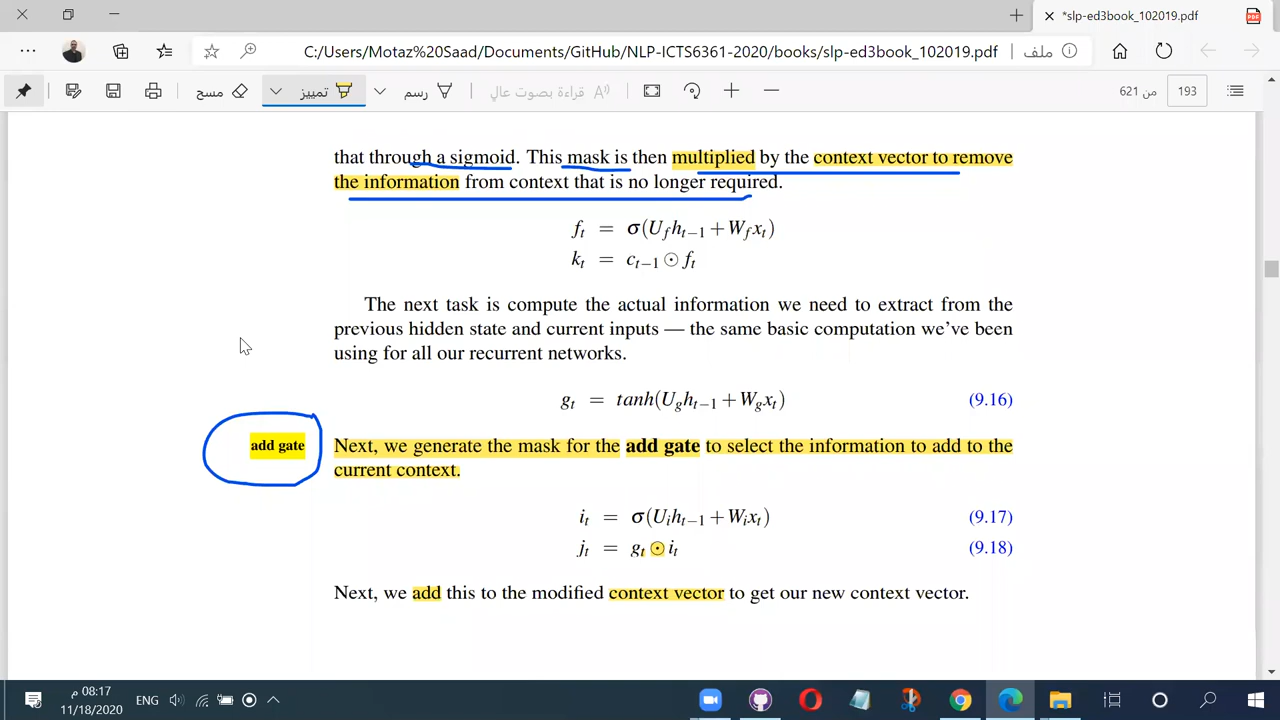 *slp-ed3book_102019.pdf
C:/Users/Motaz%20Saad/Documents/GitHub/NLP-ICTS6361-2020/books/slp-ed3book_102019.pdf | ملف
مسح تمييز رسم قراءة بصوت عالٍ 193 من 621
that through a sigmoid. This mask is then multiplied by the context vector to remove
the information from context that is no longer required.
fₜ = σ(U_f hₜ₋₁ + W_f xₜ)
kₜ = cₜ₋₁ ⊙ fₜ
The next task is compute the actual information we need to extract from the
previous hidden state and current inputs — the same basic computation we've been
using for all our recurrent networks.
gₜ = tanh(U_g hₜ₋₁ + W_g xₜ) (9.16)
add gate Next, we generate the mask for the add gate to select the information to add to the
current context.
iₜ = σ(Uᵢhₜ₋₁ + Wᵢxₜ) (9.17)
jₜ = gₜ ⊙ iₜ (9.18)
Next, we add this to the modified context vector to get our new context vector.
08:17 م
11/18/2020
ENG